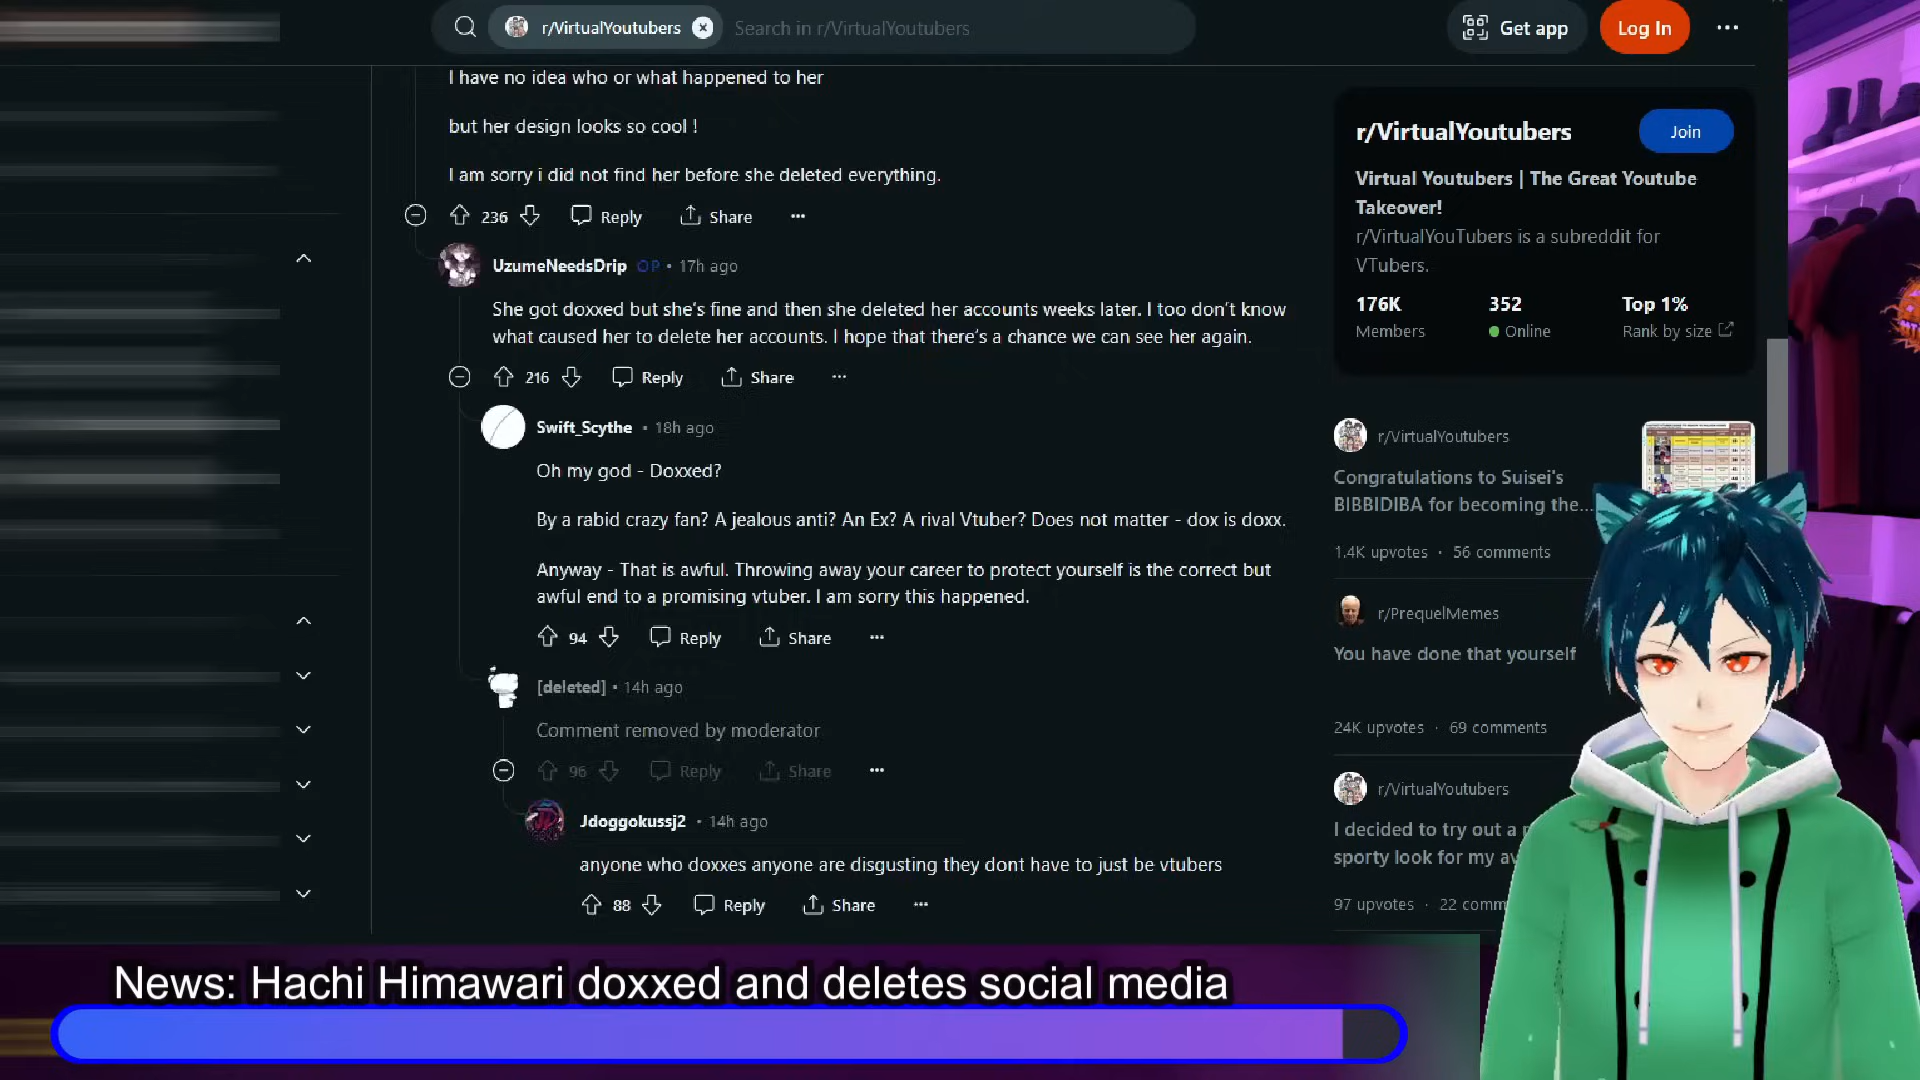 r/VirtualYoutubers
Search in r/VirtualYoutubers
Get app
Log In
I have no idea who or what happened to her
but her design looks so cool !
I am sorry i did not find her before she deleted everything.
236
Reply
Share
UzumeNeedsDrip OP • 17h ago
She got doxxed but she's fine and then she deleted her accounts weeks later. I too don't know
what caused her to delete her accounts. I hope that there's a chance we can see her again.
216
Reply
Share
Swift_Scythe • 18h ago
Oh my god - Doxxed?
By a rabid crazy fan? A jealous anti? An Ex? A rival Vtuber? Does not matter - dox is doxx.
Anyway - That is awful. Throwing away your career to protect yourself is the correct but
awful end to a promising vtuber. I am sorry this happened.
94
Reply
Share
[deleted] • 14h ago
Comment removed by moderator
96
Reply
Share
Jdoggokussj2 • 14h ago
anyone who doxxes anyone are disgusting they dont have to just be vtubers
88
Reply
Share
r/VirtualYoutubers
Join
Virtual Youtubers | The Great Youtube
Takeover!
r/VirtualYouTubers is a subreddit for
VTubers.
176K
352
Top 1%
Members
Online
Rank by size
r/VirtualYoutubers
Congratulations to Suisei's
BIBBIDIBA for becoming the...
1.4K upvotes • 56 comments
r/PrequelMemes
You have done that yourself
24K upvotes • 69 comments
r/VirtualYoutubers
I decided to try out a
sporty look for my
97 upvotes • 22
News: Hachi Himawari doxxed and deletes social media